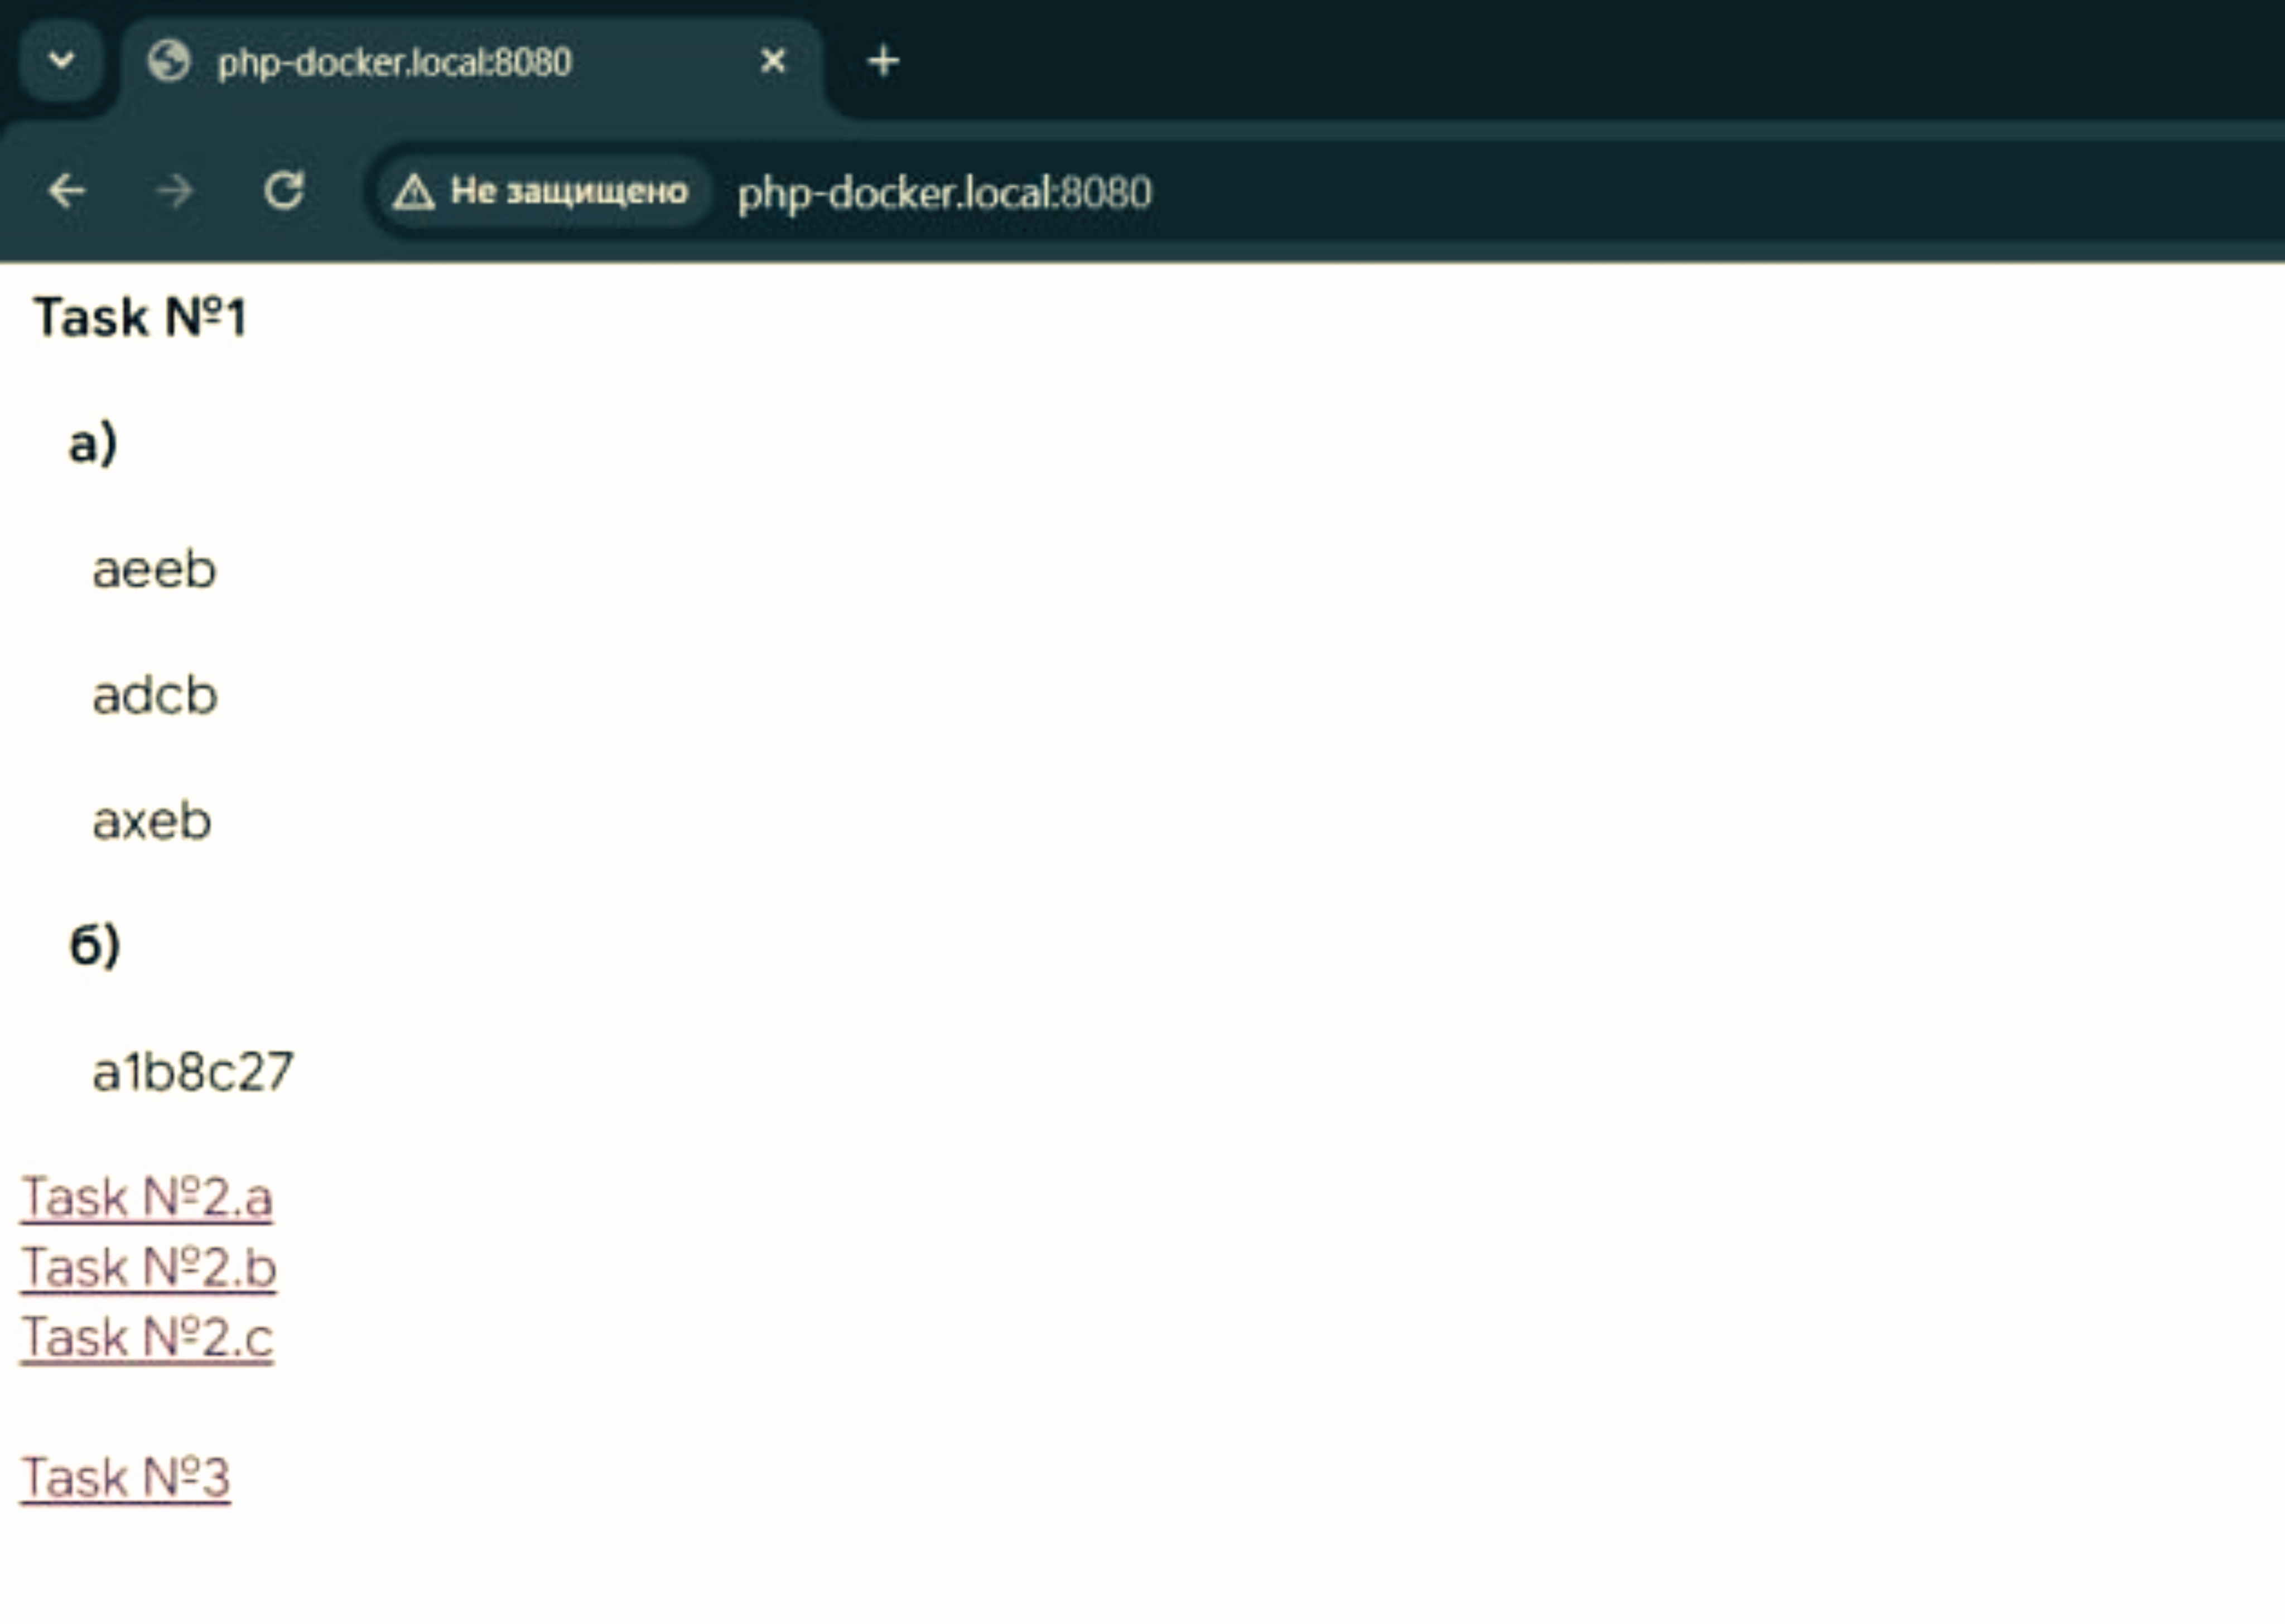 php-docker.local:8080
Не защищено php-docker.local:8080
Task №1
а)
aeeb
adcb
axeb
б)
a1b8c27
Task №2.a
Task №2.b
Task №2.c
Task №3